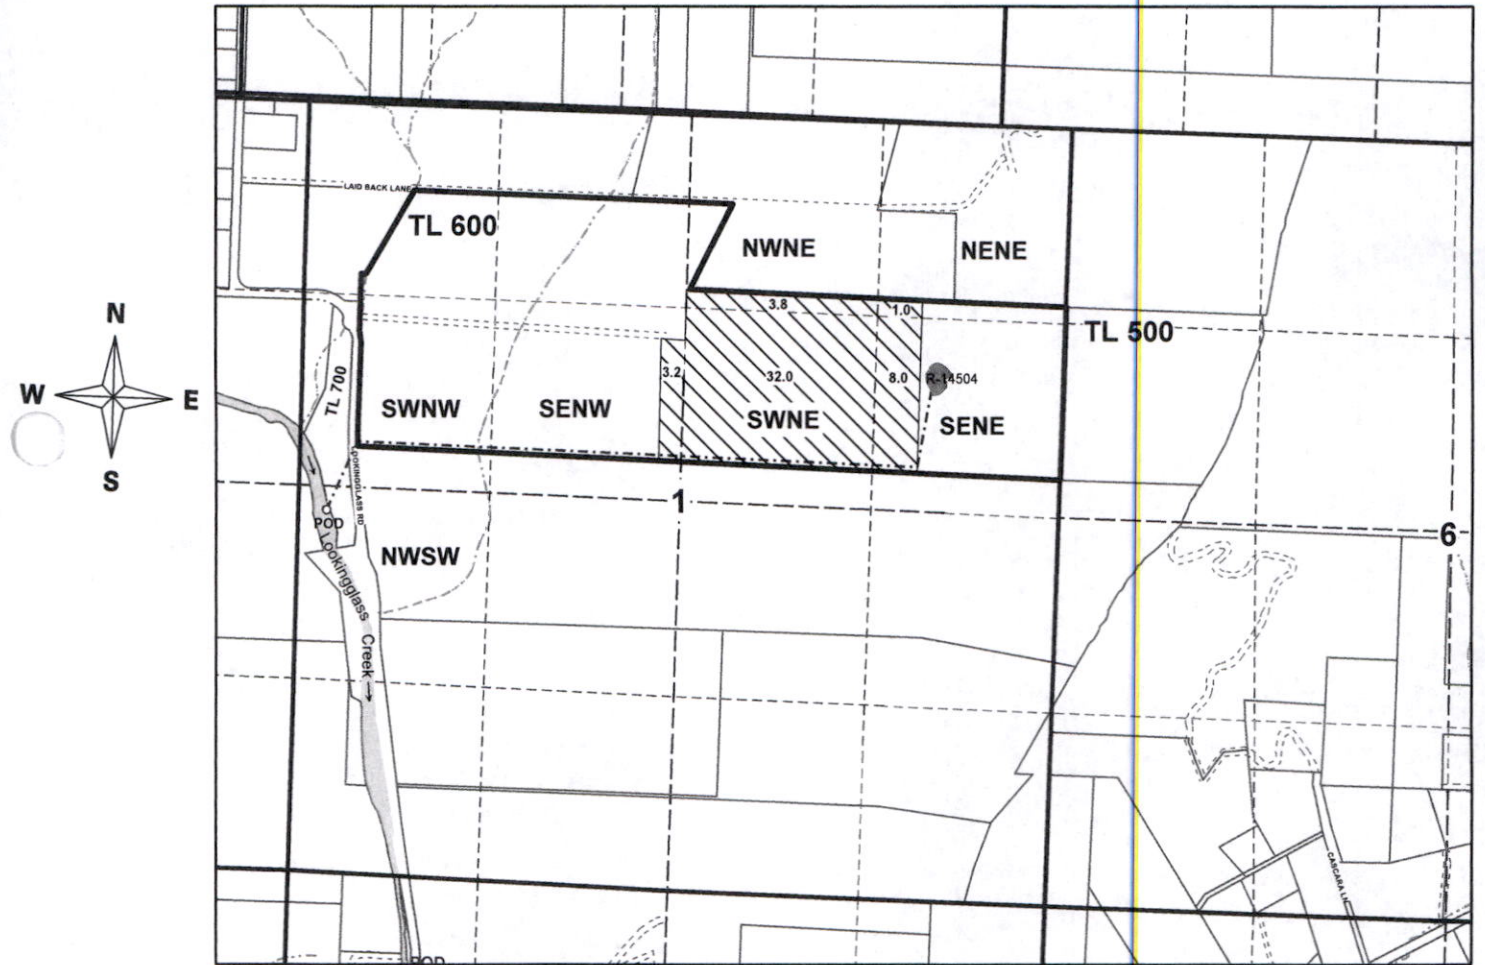 LAID BACK LANE
TL 600
NWNE
NENE
3.8
1.0
TL 500
N
W
E
S
TL 700
3.2
32.0
8.0
R-14504
SWNW
SENW
SWNE
SENE
LOOKINGGLASS RD
1
POD
6
NWSW
Lookingglass Creek
CASCARA LN
POD